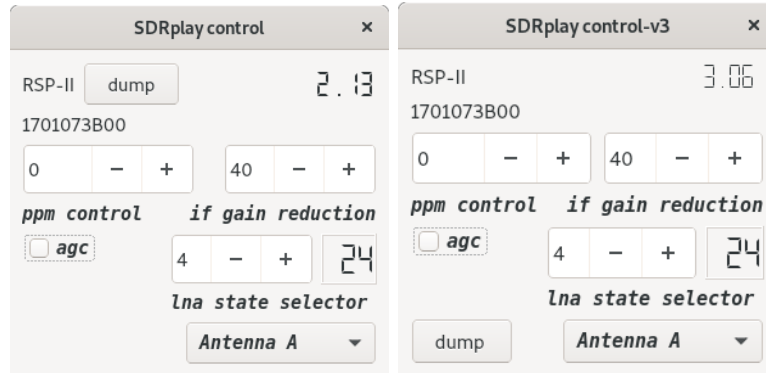 SDRplay control ×
RSP-II dump 2.13
1701073B00
0 − + 40 − +
ppm control if gain reduction
agc 4 − + 24
lna state selector
Antenna A
SDRplay control-v3 ×
RSP-II 3.06
1701073B00
0 − + 40 − +
ppm control if gain reduction
agc 4 − + 24
lna state selector
dump Antenna A